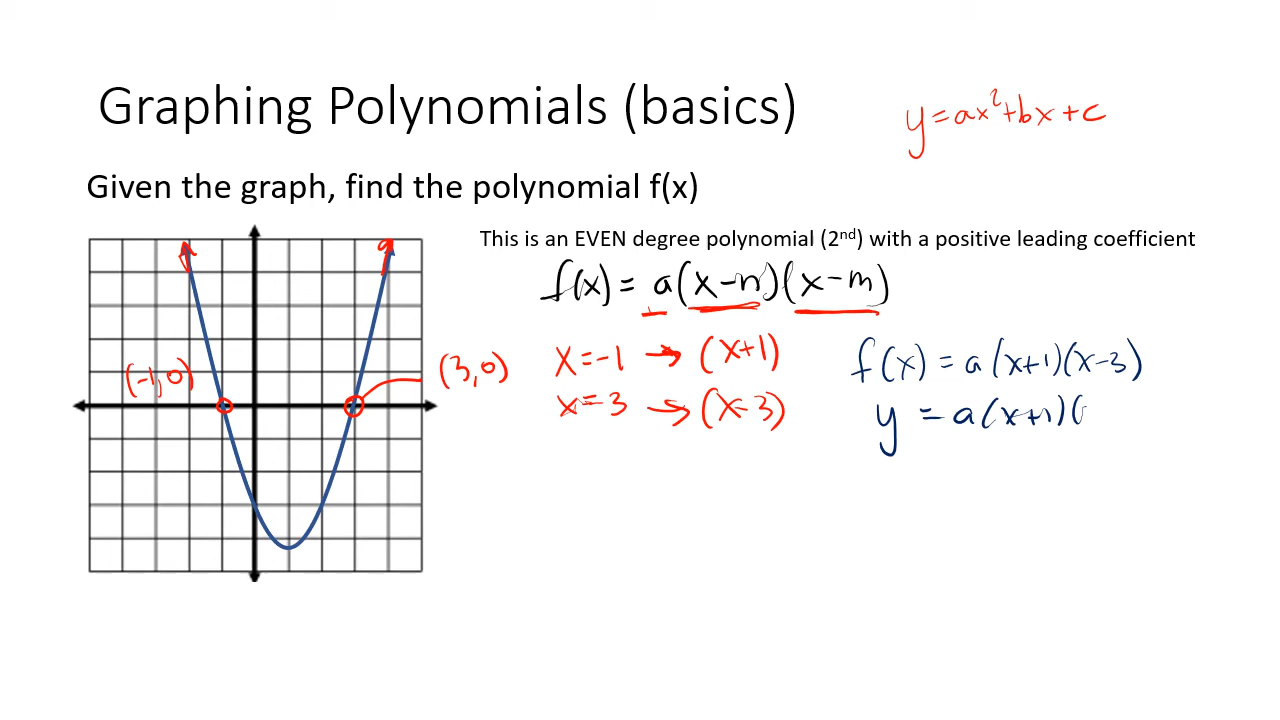 Graphing Polynomials (basics)
y=ax²+bx+c
Given the graph, find the polynomial f(x)
This is an EVEN degree polynomial (2nd) with a positive leading coefficient
f(x) = a(x-n)(x-m)
(-1,0)
(3,0)
x=-1 → (x+1)
x=3 → (x-3)
f(x) = a(x+1)(x-3)
y = a(x+1)(